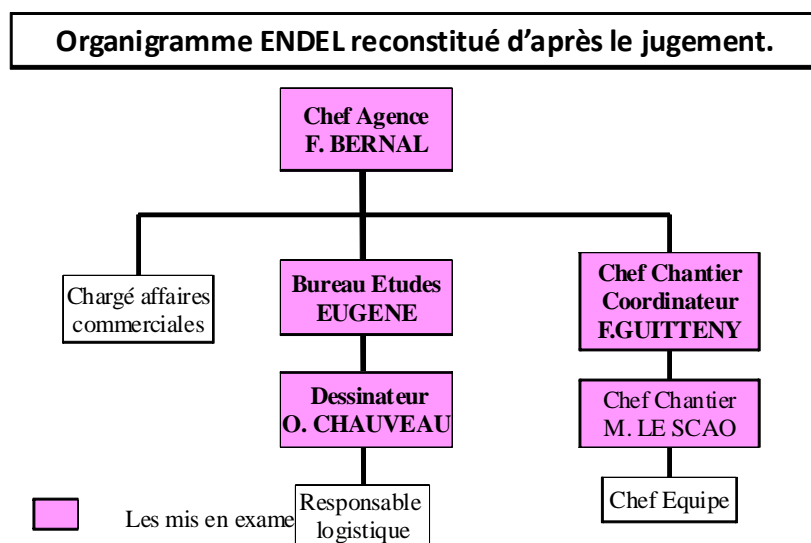 Organigramme ENDEL reconstitué d’après le jugement.
Chef Agence
F. BERNAL
Chargé affaires
commerciales
Bureau Etudes
EUGENE
Chef Chantier
Coordinateur
F.GUITTENY
Dessinateur
O. CHAUVEAU
Chef Chantier
M. LE SCAO
Responsable
logistique
Chef Equipe
Les mis en exame